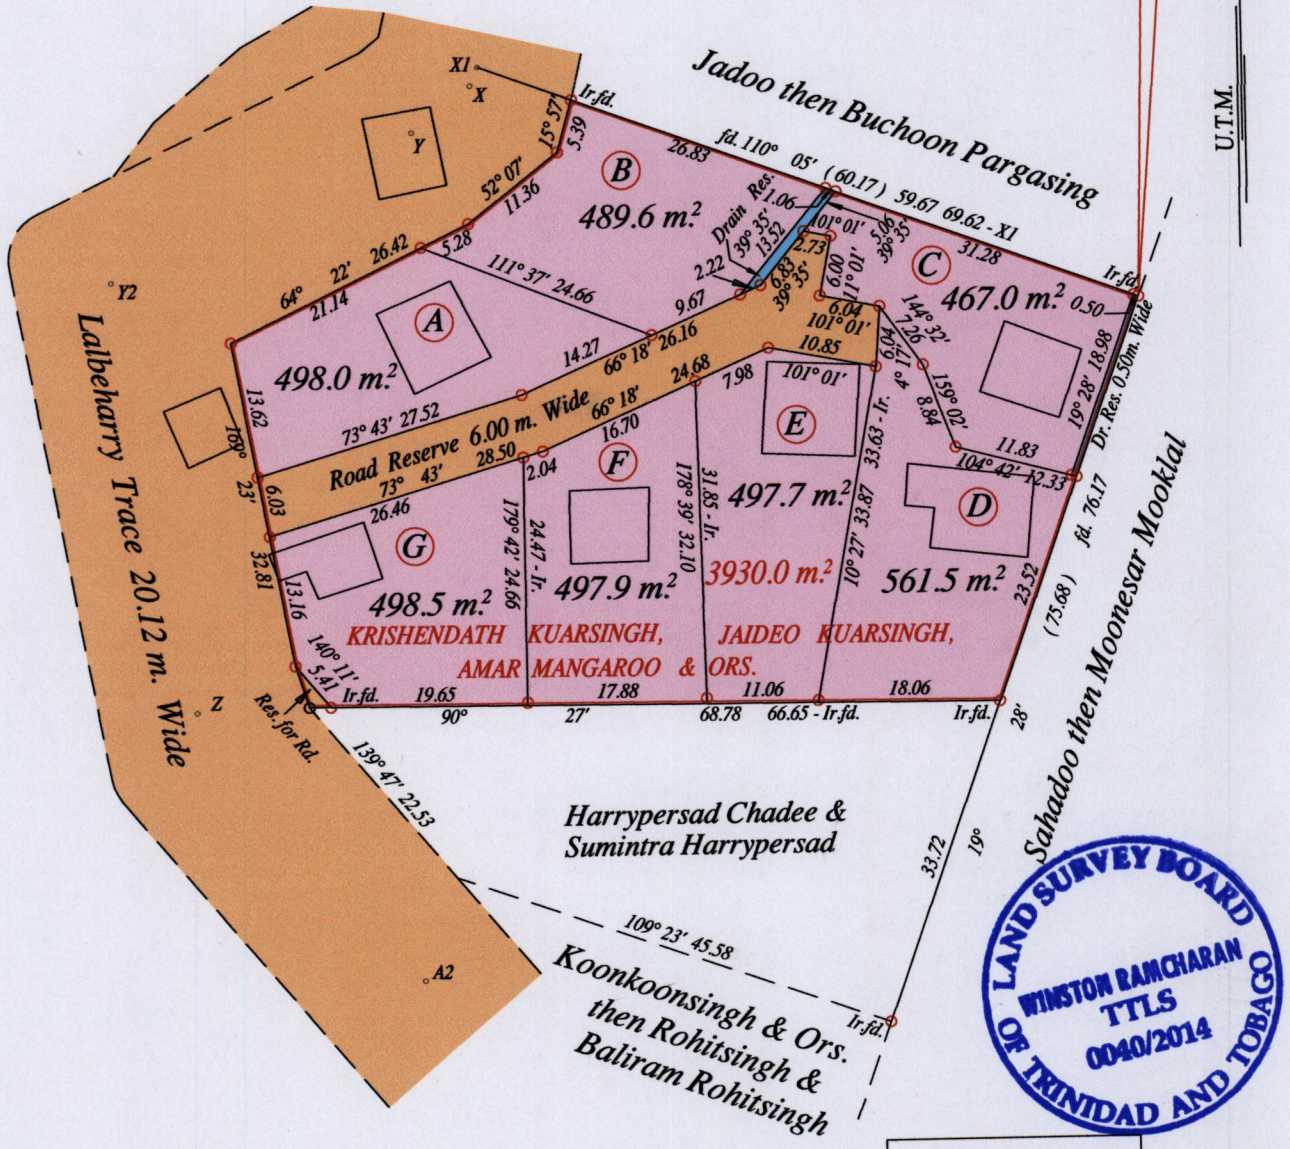 X1
X
Ir.fd.
Jadoo then Buchoon Pargasing
U.T.M.
15° 57'
5.39
26.83
fd. 110° 05' (60.17) 59.67 69.62 - X1
Y
52° 07'
11.36
B
489.6 m.²
Drain Res.
39° 35'
13.52
1.06
101° 01'
2.73
5.06
39° 35'
31.28
C
467.0 m.²
0.50
Ir.fd.
64° 22' 26.42
21.14
5.28
111° 37' 24.66
2.22
6.83
39° 35'
6.00
11° 01'
6.04
101° 01'
144° 32'
7.26
Y2
A
498.0 m.²
9.67
14.27
66° 18' 26.16
10.85
101° 01'
6.04
4° 17'
159° 02'
8.84
19° 28' 18.98
Dr. Res. 0.50m. Wide
Lalbeharry Trace 20.12 m. Wide
13.62
169° 23' 32.81
73° 43' 27.52
Road Reserve 6.00 m. Wide
73° 43' 28.50
26.46
6.03
24.68
7.98
66° 18'
16.70
2.04
F
E
497.7 m.²
33.63 - Ir.
10° 27' 33.87
11.83
104° 42' 12.33
D
561.5 m.²
fd. 76.17
(75.68)
23.52
Sahadoo then Moonesar Mooklal
G
498.5 m.²
13.16
179° 42' 24.66
24.47 - Ir.
497.9 m.²
31.85 - Ir.
178° 39' 32.10
3930.0 m.²
KRISHENDATH KUARSINGH, JAIDEO KUARSINGH,
AMAR MANGAROO & ORS.
140° 11'
5.41
Res. for Rd.
Ir.fd.
19.65
17.88
11.06
18.06
90° 27' 68.78 66.65 - Ir.fd.
Ir.fd.
28'
Z
139° 47' 22.53
Harrypersad Chadee &
Sumintra Harrypersad
33.72
19°
109° 23' 45.58
A2
Ir.fd.
Koonkoonsingh & Ors.
then Rohitsingh &
Baliram Rohitsingh
LAND SURVEY BOARD
OF TRINIDAD AND TOBAGO
WINSTON RAMCHARAN
TTLS
0040/2014